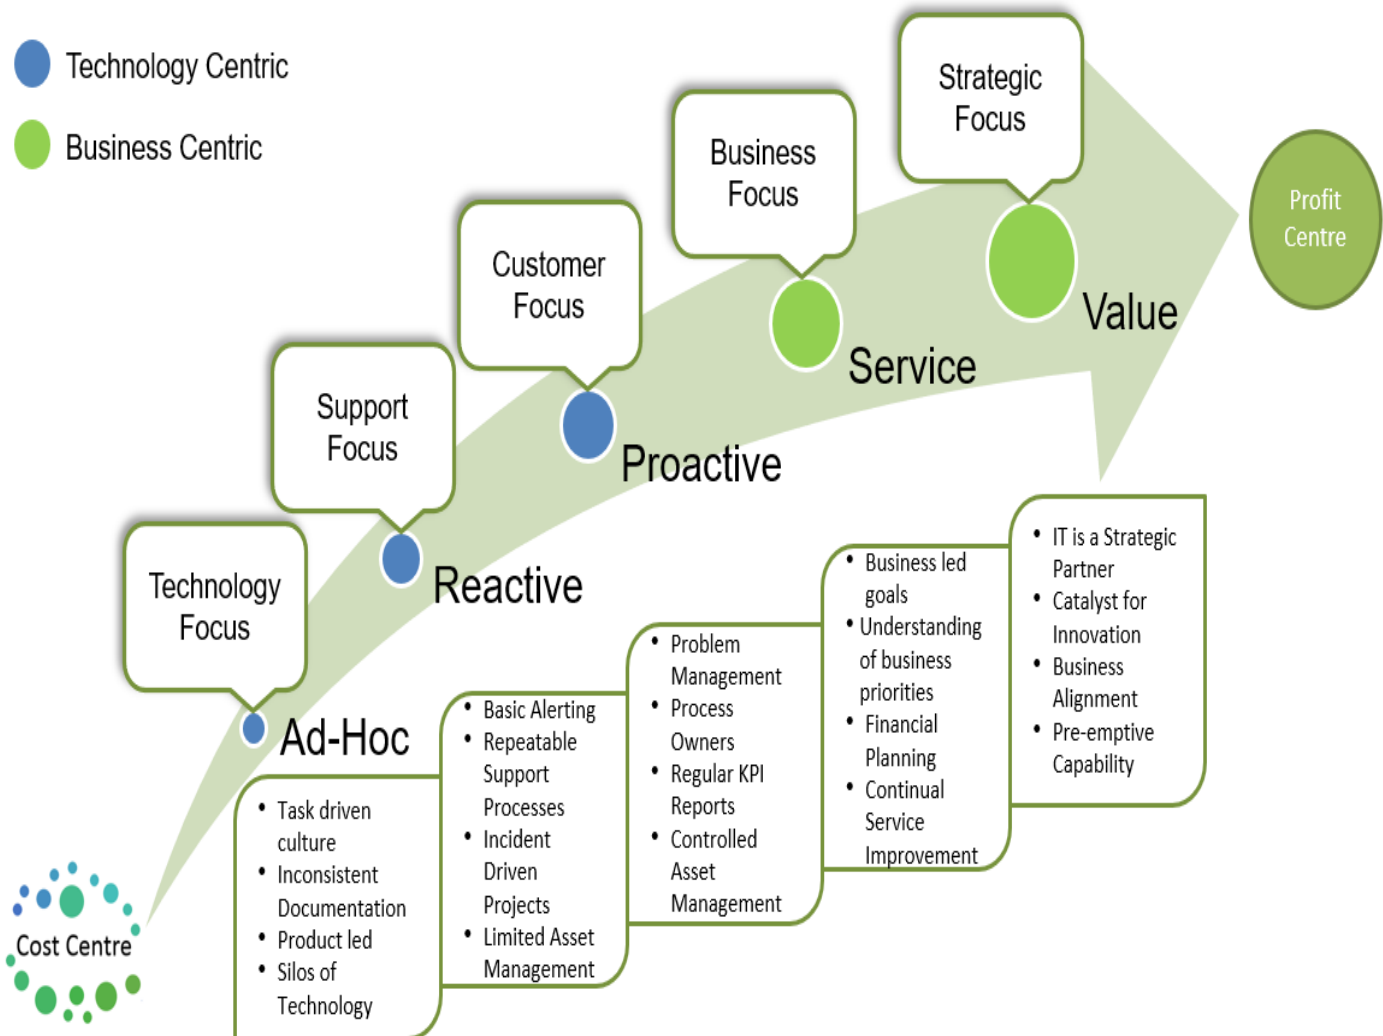 Technology Centric
Business Centric
Strategic
Focus
Business
Focus
Customer
Focus
Support
Focus
Technology
Focus
Profit
Centre
Value
Service
Proactive
Reactive
Ad-Hoc
Cost Centre
• Task driven
culture
• Inconsistent
Documentation
• Product led
• Silos of
Technology
• Basic Alerting
• Repeatable
Support
Processes
• Incident
Driven
Projects
• Limited Asset
Management
• Problem
Management
• Process
Owners
• Regular KPI
Reports
• Controlled
Asset
Management
• Business led
goals
• Understanding
of business
priorities
• Financial
Planning
• Continual
Service
Improvement
• IT is a Strategic
Partner
• Catalyst for
Innovation
• Business
Alignment
• Pre-emptive
Capability